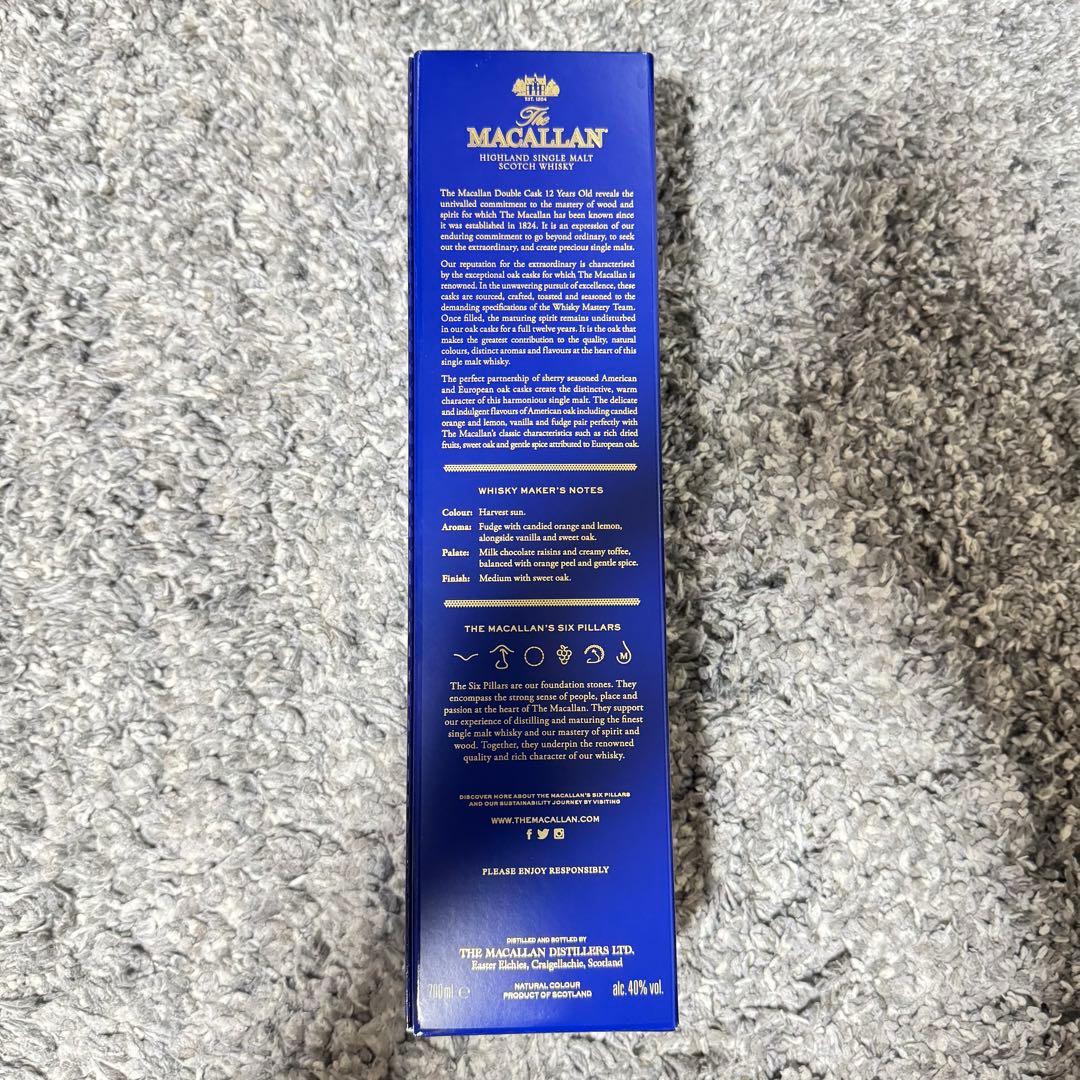 EST. 1824
The
MACALLAN
HIGHLAND SINGLE MALT
SCOTCH WHISKY
The Macallan Double Cask 12 Years Old reveals the
unrivalled commitment to the mastery of wood and
spirit for which The Macallan has been known since
it was established in 1824. It is an expression of our
enduring commitment to go beyond ordinary, to seek
out the extraordinary, and create precious single malts.
Our reputation for the extraordinary is characterised
by the exceptional oak casks for which The Macallan is
renowned. In the unwavering pursuit of excellence, these
casks are sourced, crafted, toasted and seasoned to the
demanding specifications of the Whisky Mastery Team.
Once filled, the maturing spirit remains undisturbed
in our oak casks for a full twelve years. It is the oak that
makes the greatest contribution to the quality, natural
colours, distinct aromas and flavours at the heart of this
single malt whisky.
The perfect partnership of sherry seasoned American
and European oak casks create the distinctive, warm
character of this harmonious single malt. The delicate
and indulgent flavours of American oak including candied
orange and lemon, vanilla and fudge pair perfectly with
The Macallan's classic characteristics such as rich dried
fruits, sweet oak and gentle spice attributed to European oak.
WHISKY MAKER'S NOTES
Colour: Harvest sun.
Aroma: Fudge with candied orange and lemon,
alongside vanilla and sweet oak.
Palate: Milk chocolate raisins and creamy toffee,
balanced with orange peel and gentle spice.
Finish: Medium with sweet oak.
THE MACALLAN'S SIX PILLARS
M
The Six Pillars are our foundation stones. They
encompass the strong sense of people, place and
passion at the heart of The Macallan. They support
our experience of distilling and maturing the finest
single malt whisky and our mastery of spirit and
wood. Together, they underpin the renowned
quality and rich character of our whisky.
DISCOVER MORE ABOUT THE MACALLAN'S SIX PILLARS
AND OUR SUSTAINABILITY JOURNEY BY VISITING
WWW.THEMACALLAN.COM
PLEASE ENJOY RESPONSIBLY
DISTILLED AND BOTTLED BY
THE MACALLAN DISTILLERS LTD.
Easter Elchies, Craigellachie, Scotland
700ml e NATURAL COLOUR alc. 40% vol.
PRODUCT OF SCOTLAND